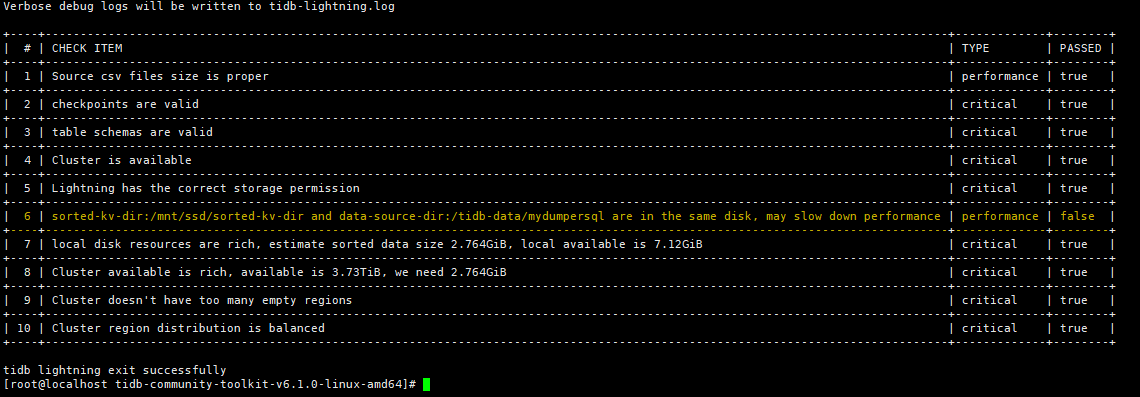 Verbose debug logs will be written to tidb-lightning.log
| # | CHECK ITEM | TYPE | PASSED |
| 1 | Source csv files size is proper | performance | true |
| 2 | checkpoints are valid | critical | true |
| 3 | table schemas are valid | critical | true |
| 4 | Cluster is available | critical | true |
| 5 | Lightning has the correct storage permission | critical | true |
| 6 | sorted-kv-dir:/mnt/ssd/sorted-kv-dir and data-source-dir:/tidb-data/mydumpersql are in the same disk, may slow down performance | performance | false |
| 7 | local disk resources are rich, estimate sorted data size 2.764GiB, local available is 7.12GiB | critical | true |
| 8 | Cluster available is rich, available is 3.73TiB, we need 2.764GiB | critical | true |
| 9 | Cluster doesn't have too many empty regions | critical | true |
| 10 | Cluster region distribution is balanced | critical | true |
tidb lightning exit successfully
[root@localhost tidb-community-toolkit-v6.1.0-linux-amd64]#